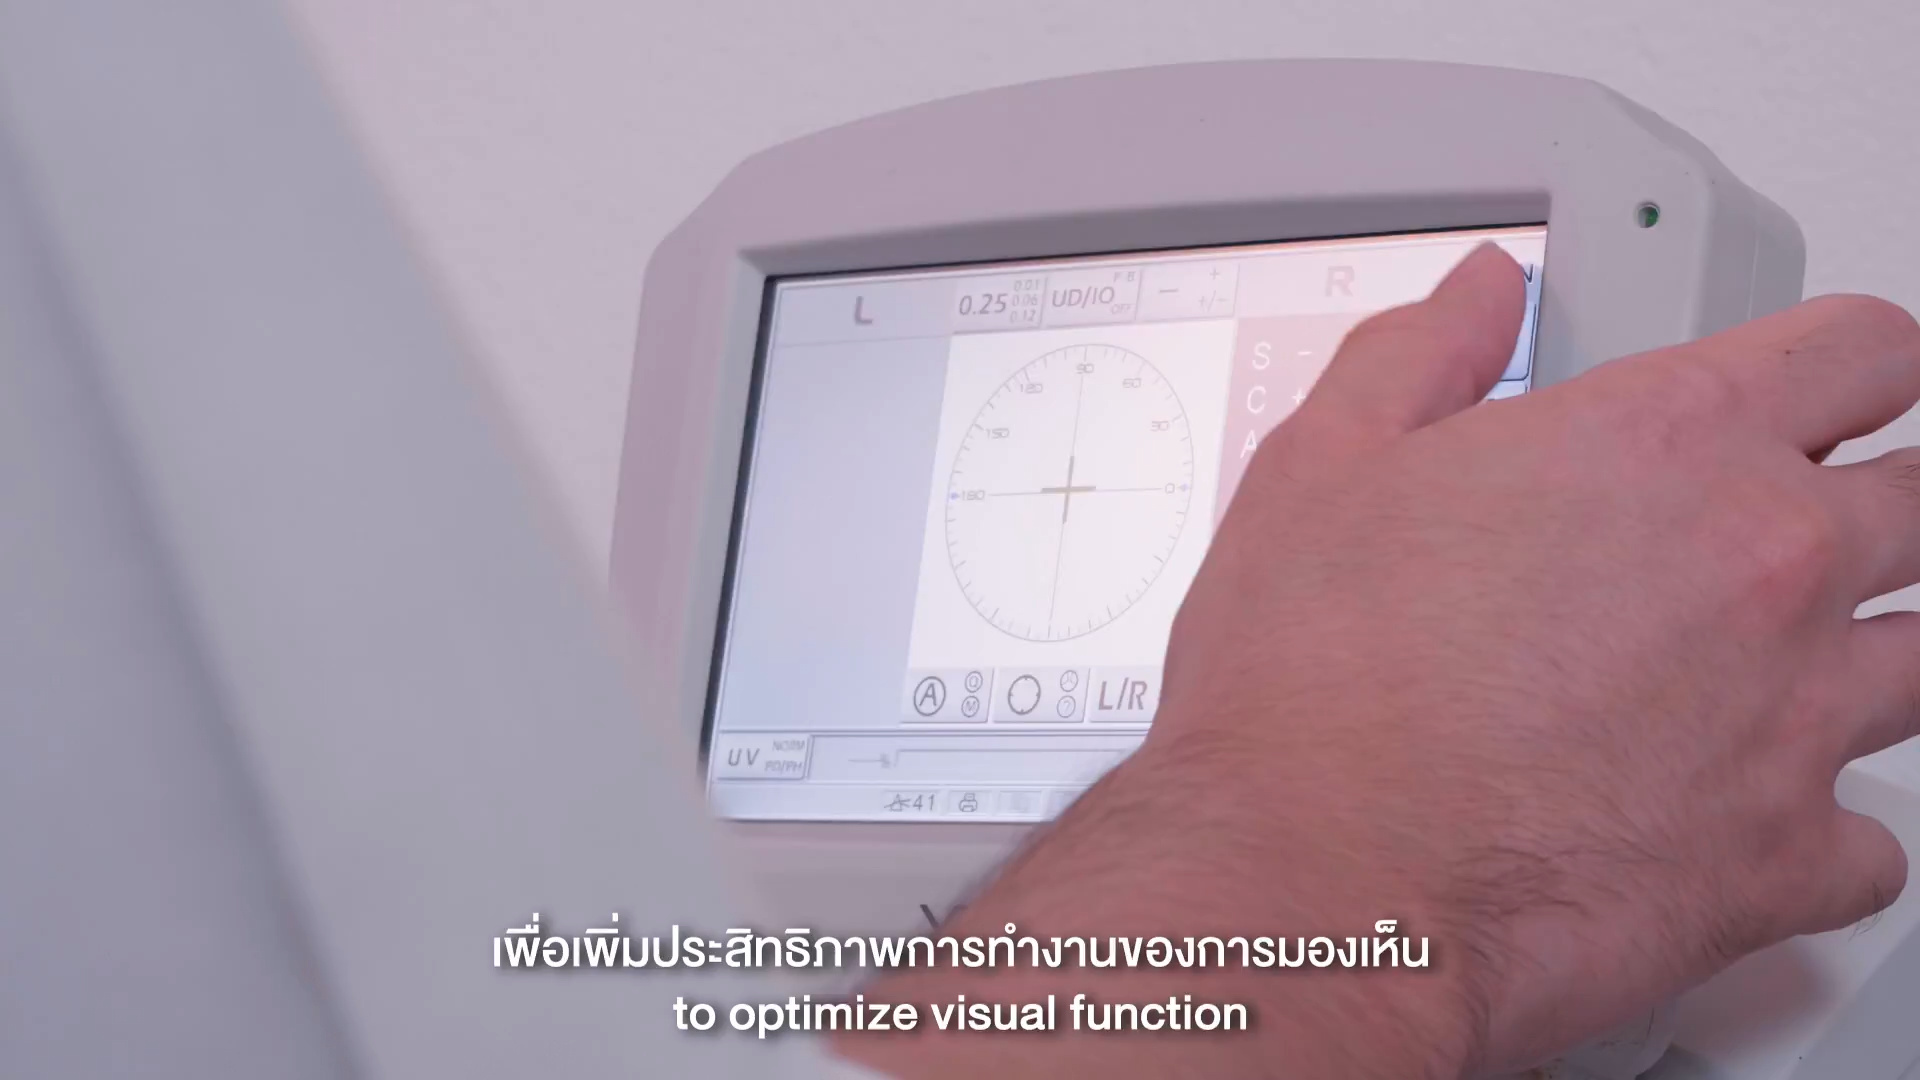 L
0.25
0.01
0.06
0.12
UD/IO
F B
OFF
−
+
+/−
R
N
S −
C +
A
90
120
60
150
30
180
0
A
Q
M
L/R
UV
NORM
PD/PH
41
เพื่อเพิ่มประสิทธิภาพการทำงานของการมองเห็น
to optimize visual function